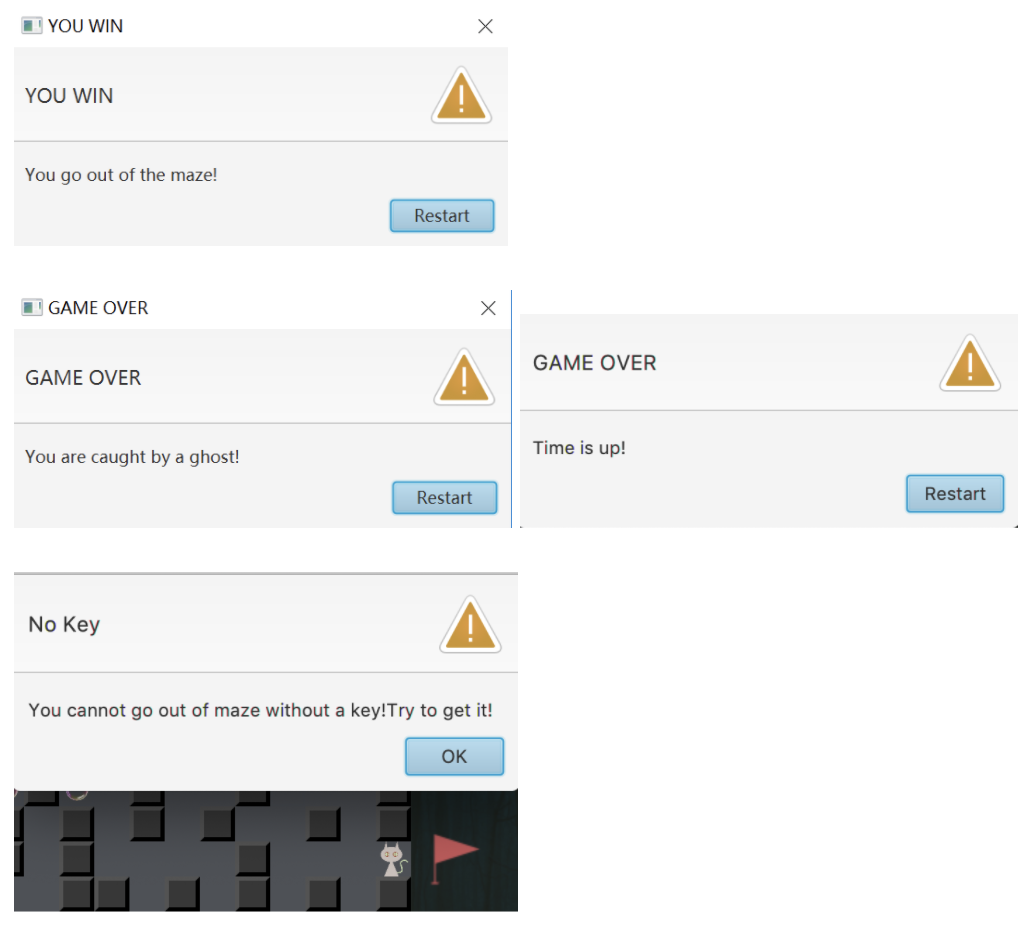 YOU WIN
YOU WIN
You go out of the maze!
Restart
GAME OVER
GAME OVER
You are caught by a ghost!
Restart
GAME OVER
Time is up!
Restart
No Key
You cannot go out of maze without a key!Try to get it!
OK